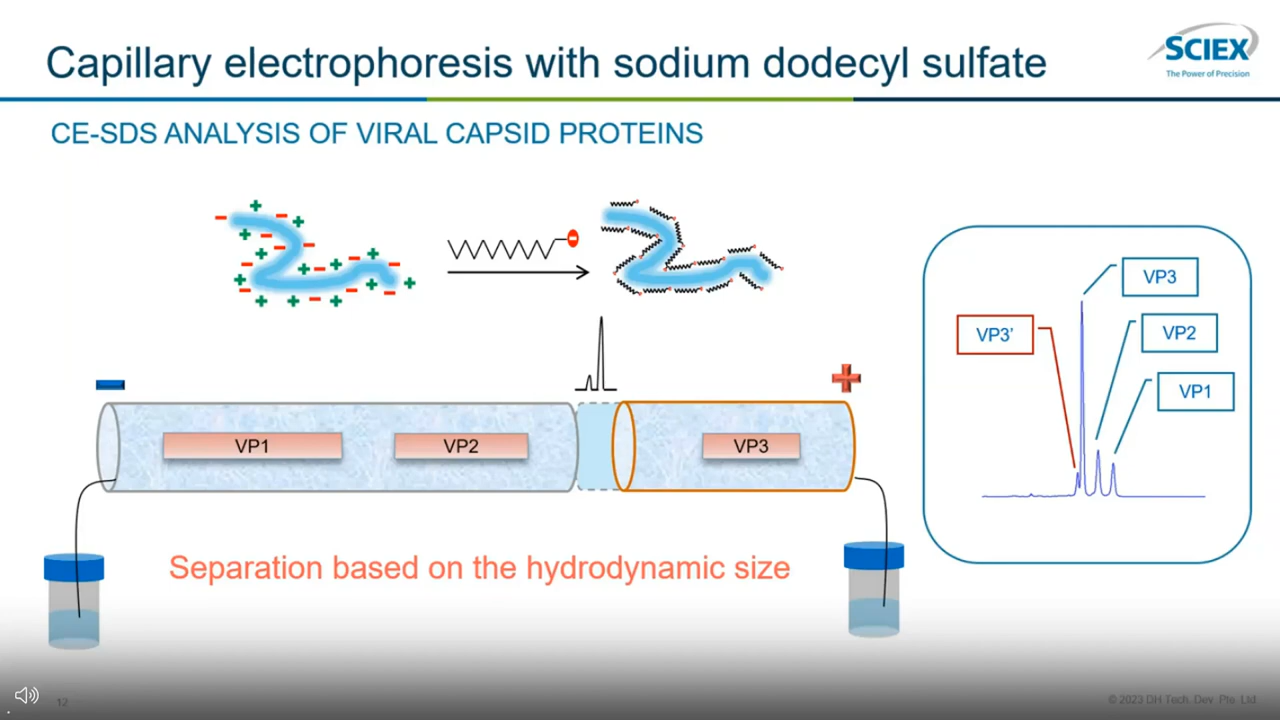 Capillary electrophoresis with sodium dodecyl sulfate
SCIEX
The Power of Precision
CE-SDS ANALYSIS OF VIRAL CAPSID PROTEINS
VP3
VP3’
VP2
VP1
VP1
VP2
VP3
Separation based on the hydrodynamic size
12
© 2023 DH Tech. Dev. Pte. Ltd.